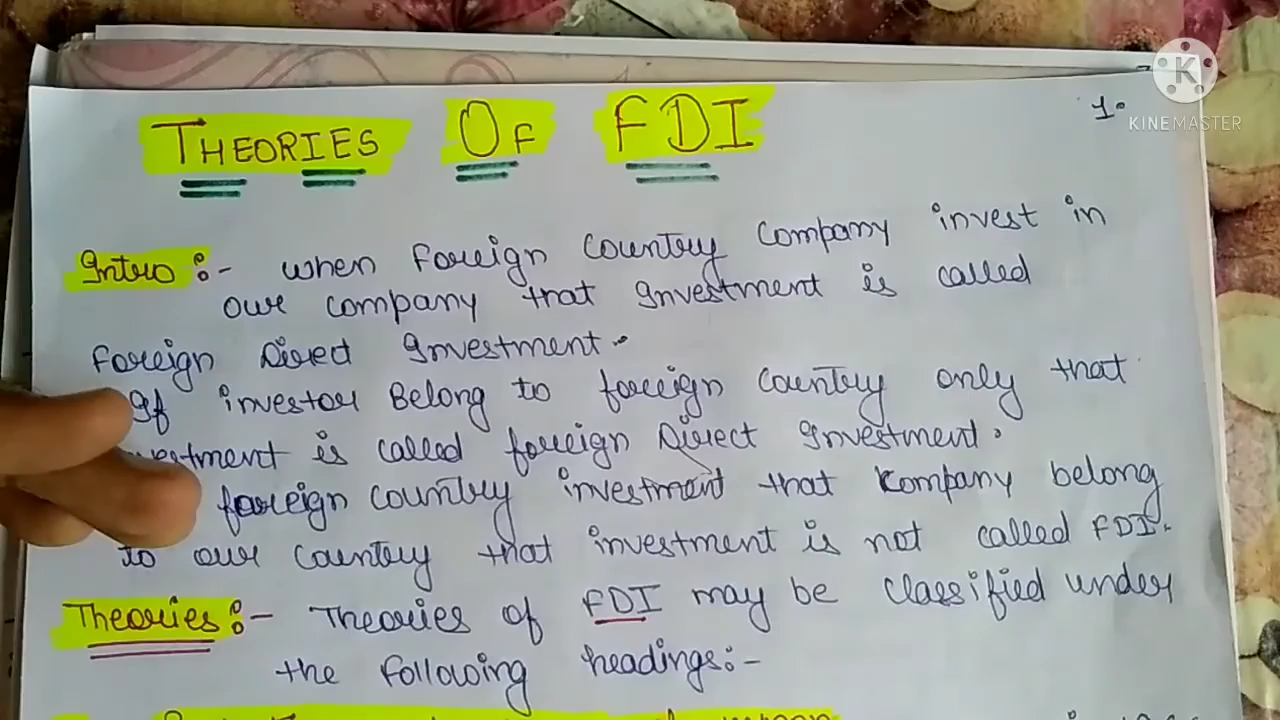 THEORIES OF FDI
1.
KINEMASTER
Intro :- when foreign country company invest in
our company that Investment is called
Foreign Direct Investment.
If investor Belong to foreign country only that
is called foreign Direct Investment.
foreign country investment that company belong
to our country that investment is not called FDI.
Theories :- Theories of FDI may be classified under
the following headings :-